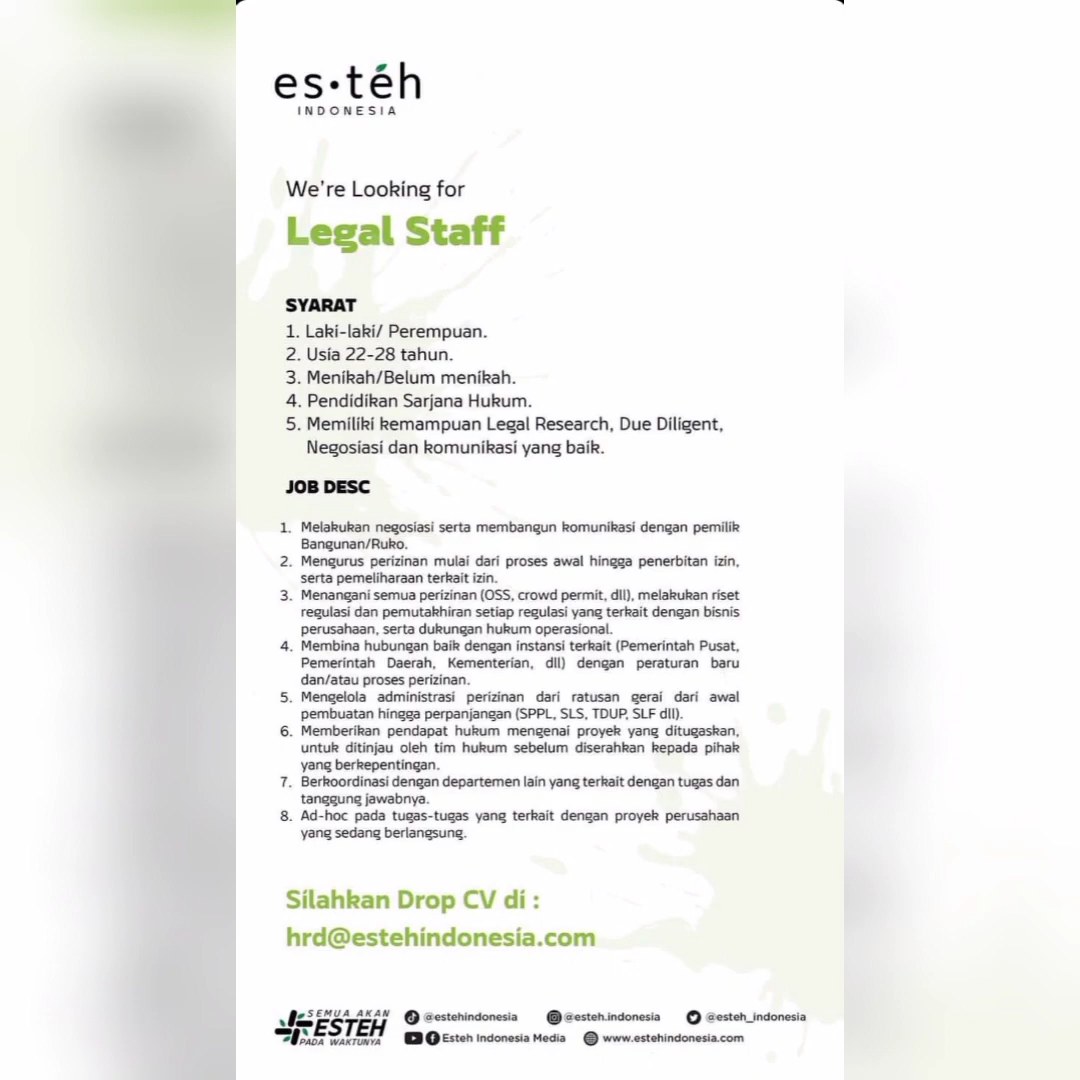 es•téh
INDONESIA
We're Looking for
Legal Staff
SYARAT
1. Laki-laki/ Perempuan.
2. Usia 22-28 tahun.
3. Menikah/Belum menikah.
4. Pendidikan Sarjana Hukum.
5. Memiliki kemampuan Legal Research, Due Diligent,
Negosiasi dan komunikasi yang baik.
JOB DESC
1. Melakukan negosiasi serta membangun komunikasi dengan pemilik
Bangunan/Ruko.
2. Mengurus perizinan mulai dari proses awal hingga penerbitan izin,
serta pemeliharaan terkait izin.
3. Menangani semua perizinan (OSS, crowd permit, dll), melakukan riset
regulasi dan pemutakhiran setiap regulasi yang terkait dengan bisnis
perusahaan, serta dukungan hukum operasional.
4. Membina hubungan baik dengan instansi terkait (Pemerintah Pusat,
Pemerintah Daerah, Kementerian, dll) dengan peraturan baru
dan/atau proses perizinan.
5. Mengelola administrasi perizinan dari ratusan gerai dari awal
pembuatan hingga perpanjangan (SPPL, SLS, TDUP, SLF dll).
6. Memberikan pendapat hukum mengenai proyek yang ditugaskan,
untuk ditinjau oleh tim hukum sebelum diserahkan kepada pihak
yang berkepentingan.
7. Berkoordinasi dengan departemen lain yang terkait dengan tugas dan
tanggung jawabnya.
8. Ad-hoc pada tugas-tugas yang terkait dengan proyek perusahaan
yang sedang berlangsung.
Silahkan Drop CV di :
hrd@estehindonesia.com
SEMUA AKAN
ESTEH
PADA WAKTUNYA
@estehindonesia @esteh.indonesia @esteh_indonesia
Esteh Indonesia Media www.estehindonesia.com